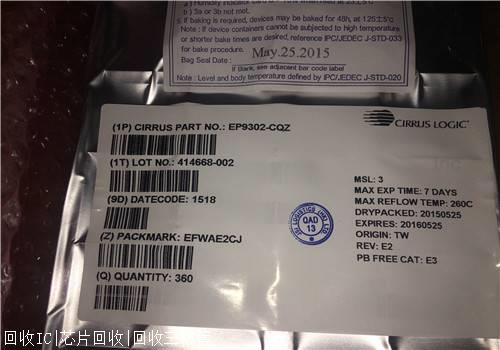 b) 3a or 3b not met.
5. If baking is required, devices may be baked for 48h, at 125±5°C
Note : If device containers cannot be subjected to high temperature
or shorter bake times are desired, reference IPC/JEDEC J-STD-033
for bake procedure.
Bag Seal Date : May.25.2015
If Blank, see adjacent bar code label
Note : Level and body temperature defined by IPC/JEDEC J-STD-020
(1P) CIRRUS PART NO.: EP9302-CQZ
CIRRUS LOGIC
(1T) LOT NO.: 414668-002
(9D) DATECODE: 1518
(Z) PACKMARK: EFWAE2CJ
(Q) QUANTITY: 360
LOGISTICS (HK) LTD
QAD
13
MSL: 3
MAX EXP TIME: 7 DAYS
MAX REFLOW TEMP: 260C
DRYPACKED: 20150525
EXPIRES: 20160525
ORIGIN: TW
REV: E2
PB FREE CAT: E3
回收IC|芯片回收|回收